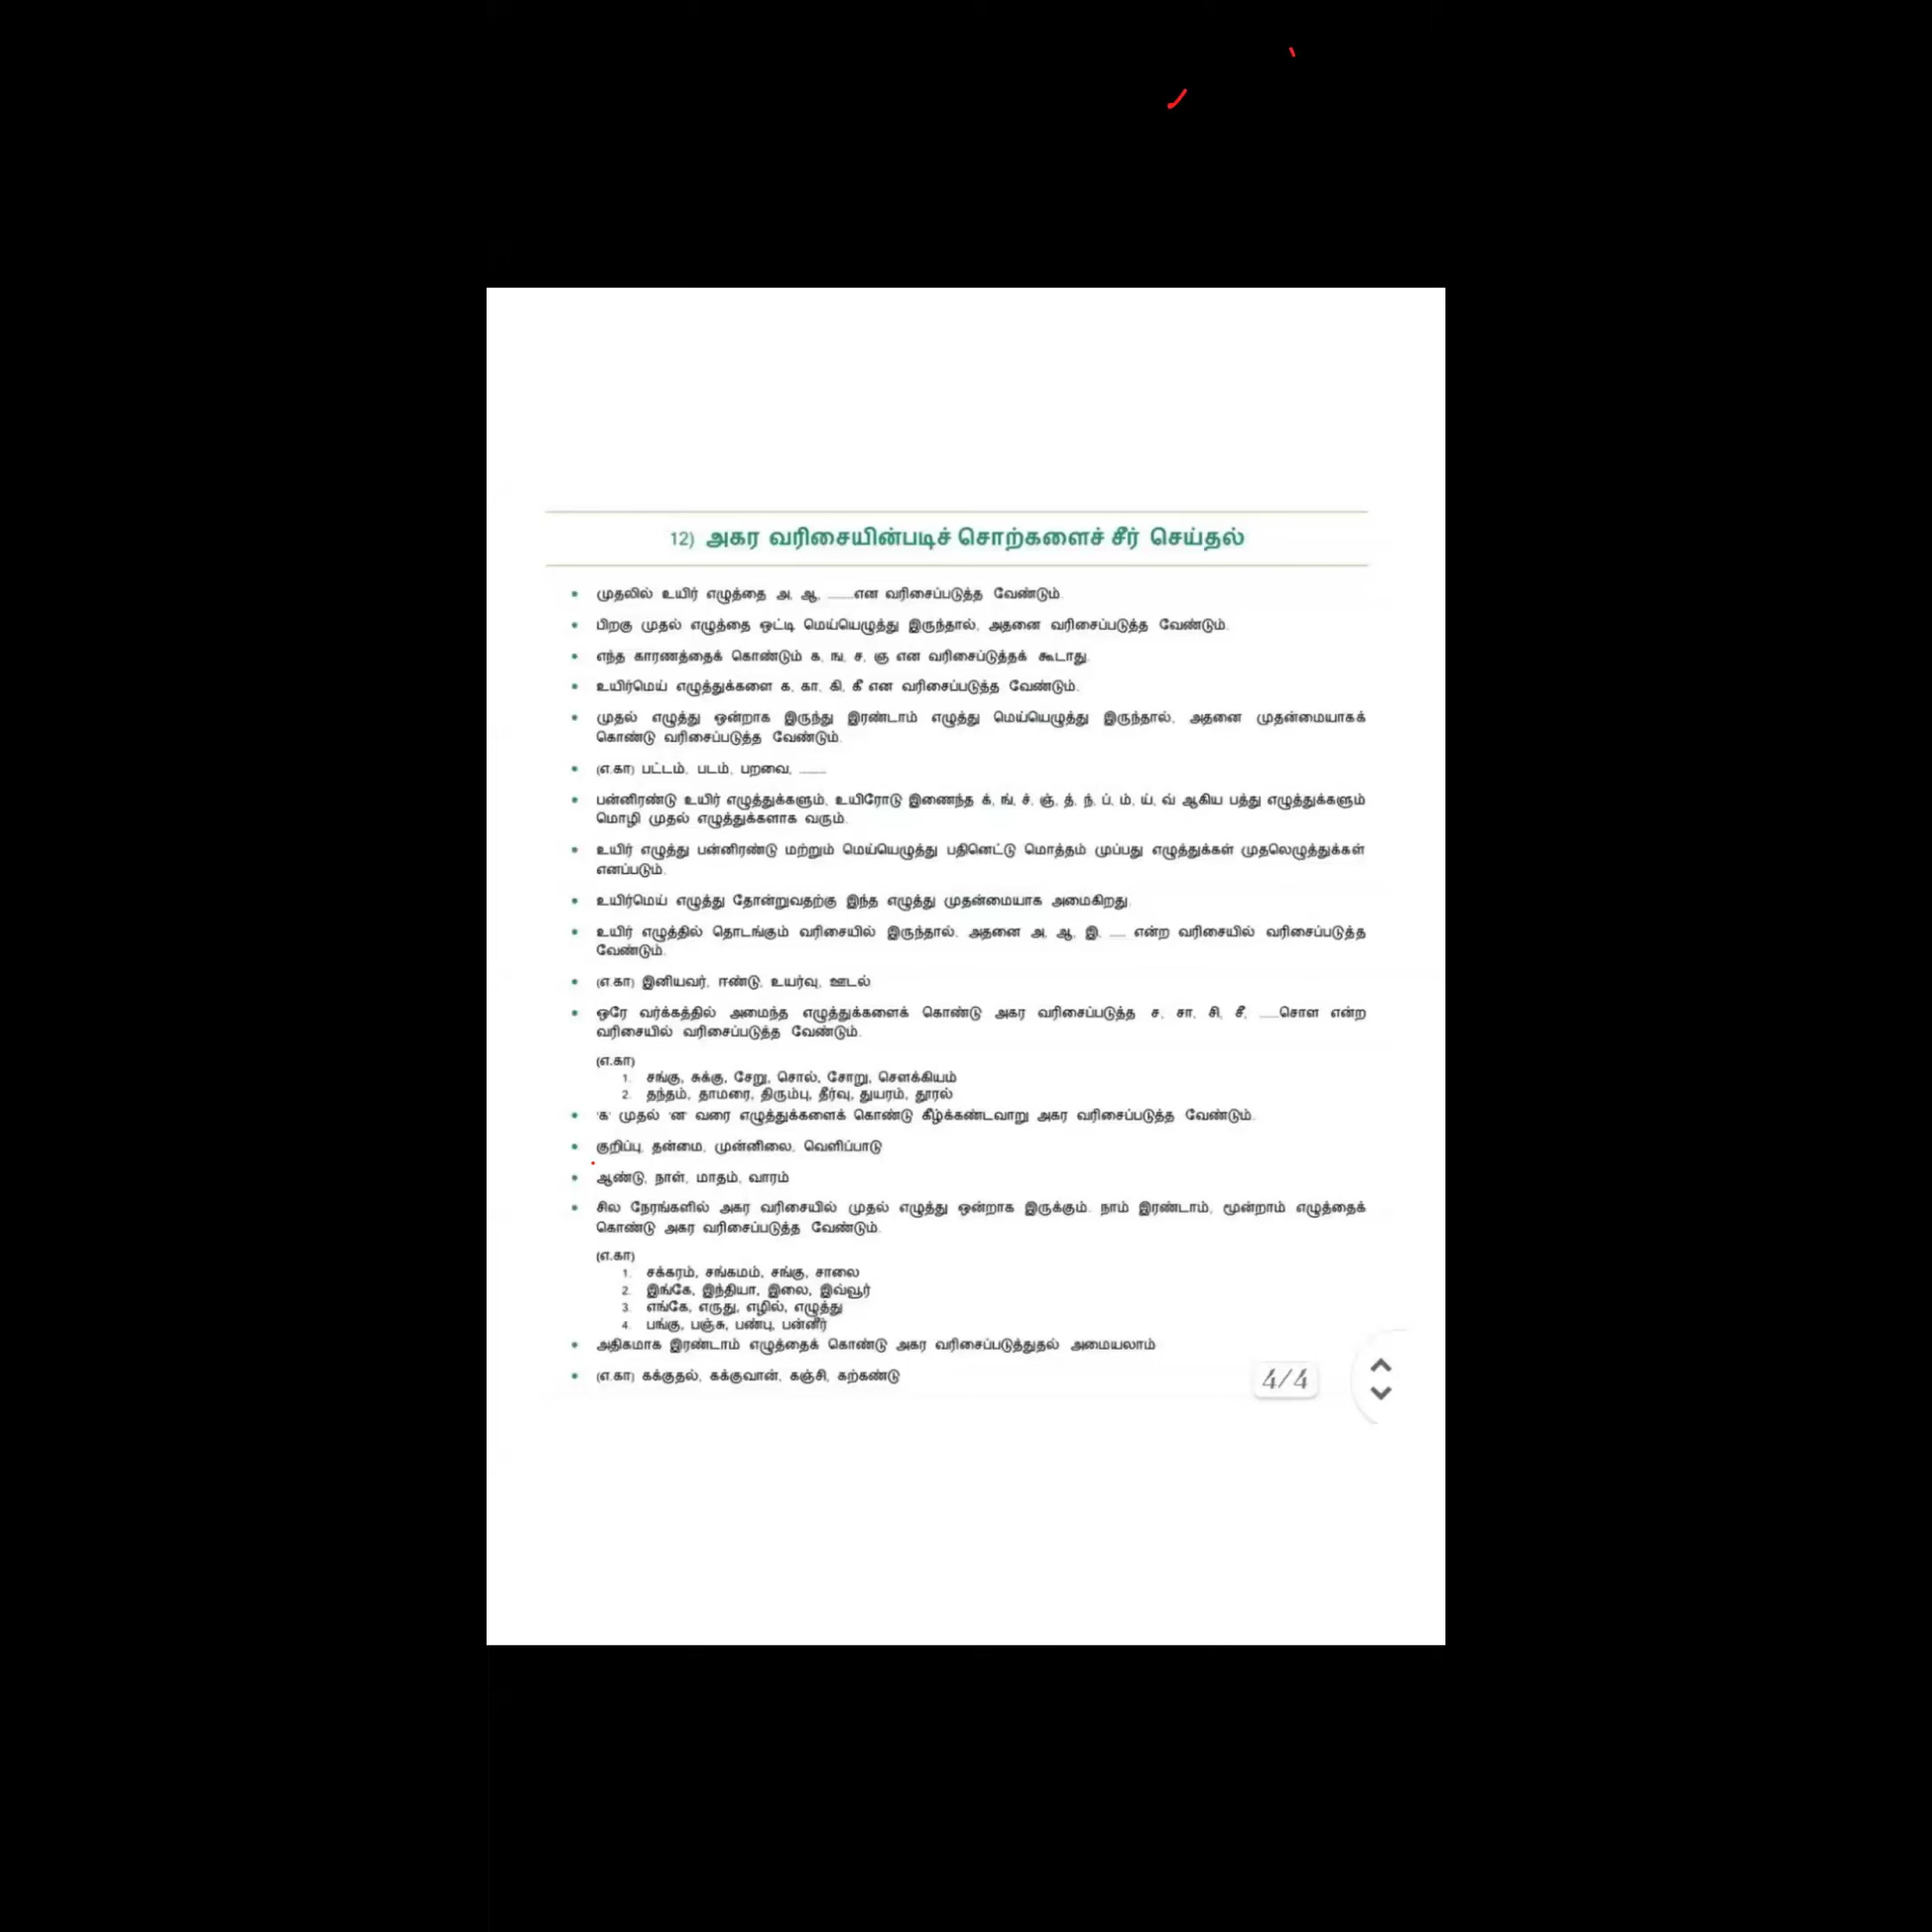 12) அகர வரிசையின்படிச் சொற்களைச் சீர் செய்தல்
• முதலில் உயிர் எழுத்தை அ, ஆ, ........என வரிசைப்படுத்த வேண்டும்.
• பிறகு முதல் எழுத்தை ஒட்டி மெய்யெழுத்து இருந்தால், அதனை வரிசைப்படுத்த வேண்டும்.
• எந்த காரணத்தைக் கொண்டும் க, ங, ச, ஞ என வரிசைப்டுத்தக் கூடாது.
• உயிர்மெய் எழுத்துக்களை க, கா, கி, கீ என வரிசைப்படுத்த வேண்டும்.
• முதல் எழுத்து ஒன்றாக இருந்து இரண்டாம் எழுத்து மெய்யெழுத்து இருந்தால், அதனை முதன்மையாகக்
கொண்டு வரிசைப்படுத்த வேண்டும்.
• (எ.கா) பட்டம், படம், பறவை, ........
• பன்னிரண்டு உயிர் எழுத்துக்களும், உயிரோடு இணைந்த க், ங், ச், ஞ், த், ந், ப், ம், ய், வ் ஆகிய பத்து எழுத்துக்களும்
மொழி முதல் எழுத்துக்களாக வரும்.
• உயிர் எழுத்து பன்னிரண்டு மற்றும் மெய்யெழுத்து பதினெட்டு மொத்தம் முப்பது எழுத்துக்கள் முதலெழுத்துக்கள்
எனப்படும்.
• உயிர்மெய் எழுத்து தோன்றுவதற்கு இந்த எழுத்து முதன்மையாக அமைகிறது.
• உயிர் எழுத்தில் தொடங்கும் வரிசையில் இருந்தால். அதனை அ, ஆ, இ, ..... என்ற வரிசையில் வரிசைப்படுத்த
வேண்டும்.
• (எ.கா) இனியவர், ஈண்டு, உயர்வு, ஊடல்
• ஒரே வர்க்கத்தில் அமைந்த எழுத்துக்களைக் கொண்டு அகர வரிசைப்படுத்த ச, சா, சி, சீ, ......சௌ என்ற
வரிசையில் வரிசைப்படுத்த வேண்டும்.
(எ.கா)
1. சங்கு, சுக்கு, சேறு, சொல், சோறு, சௌக்கியம்
2. தந்தம், தாமரை, திரும்பு, தீர்வு, துயரம், தூரல்
• 'க' முதல் 'ன' வரை எழுத்துக்களைக் கொண்டு கீழ்க்கண்டவாறு அகர வரிசைப்படுத்த வேண்டும்.
• குறிப்பு, தன்மை, முன்னிலை, வெளிப்பாடு
• ஆண்டு, நாள், மாதம், வாரம்
• சில நேரங்களில் அகர வரிசையில் முதல் எழுத்து ஒன்றாக இருக்கும். நாம் இரண்டாம், மூன்றாம் எழுத்தைக்
கொண்டு அகர வரிசைப்படுத்த வேண்டும்.
(எ.கா)
1. சக்கரம், சங்கமம், சங்கு, சாலை
2. இங்கே, இந்தியா, இலை, இவ்வூர்
3. எங்கே, எருது, எழில், எழுத்து
4. பங்கு, பஞ்சு, பண்பு, பன்னீர்
• அதிகமாக இரண்டாம் எழுத்தைக் கொண்டு அகர வரிசைப்படுத்துதல் அமையலாம்
• (எ.கா) கக்குதல், கக்குவான், கஞ்சி, கற்கண்டு
4/4